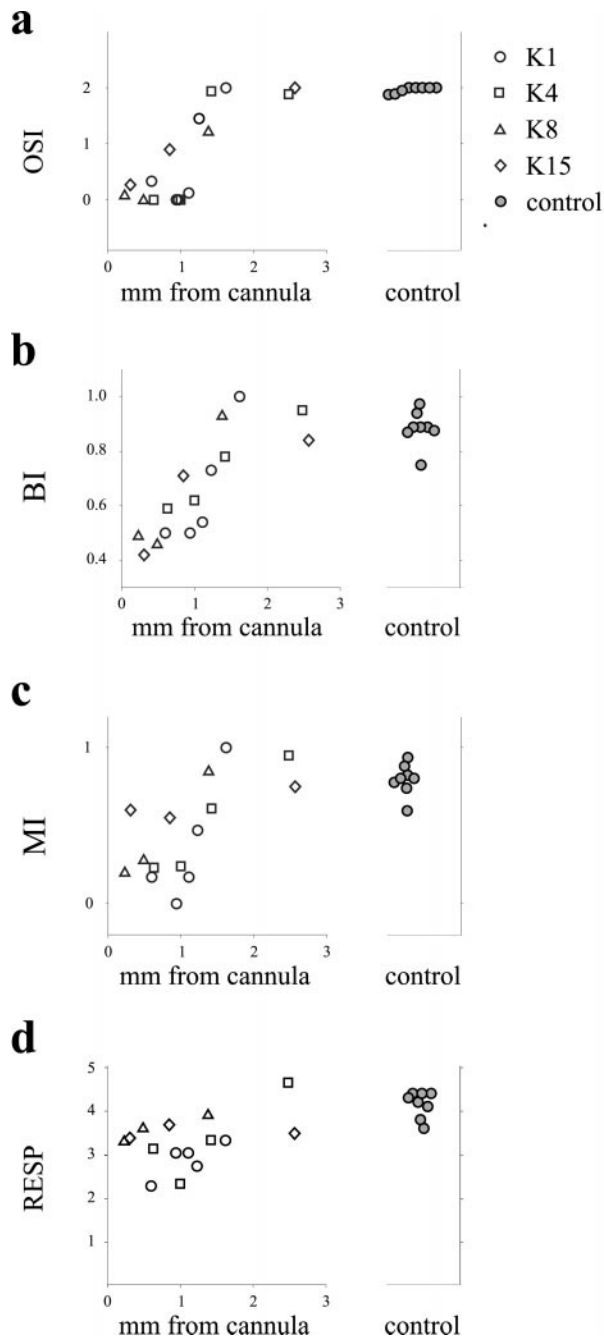 a
OSI
2
1
0
0 1 2 3
mm from cannula
control
K1
K4
K8
K15
control
b
BI
1.0
0.8
0.6
0.4
0 1 2 3
mm from cannula
control
c
MI
1
0
0 1 2 3
mm from cannula
control
d
RESP
5
4
3
2
1
0 1 2 3
mm from cannula
control